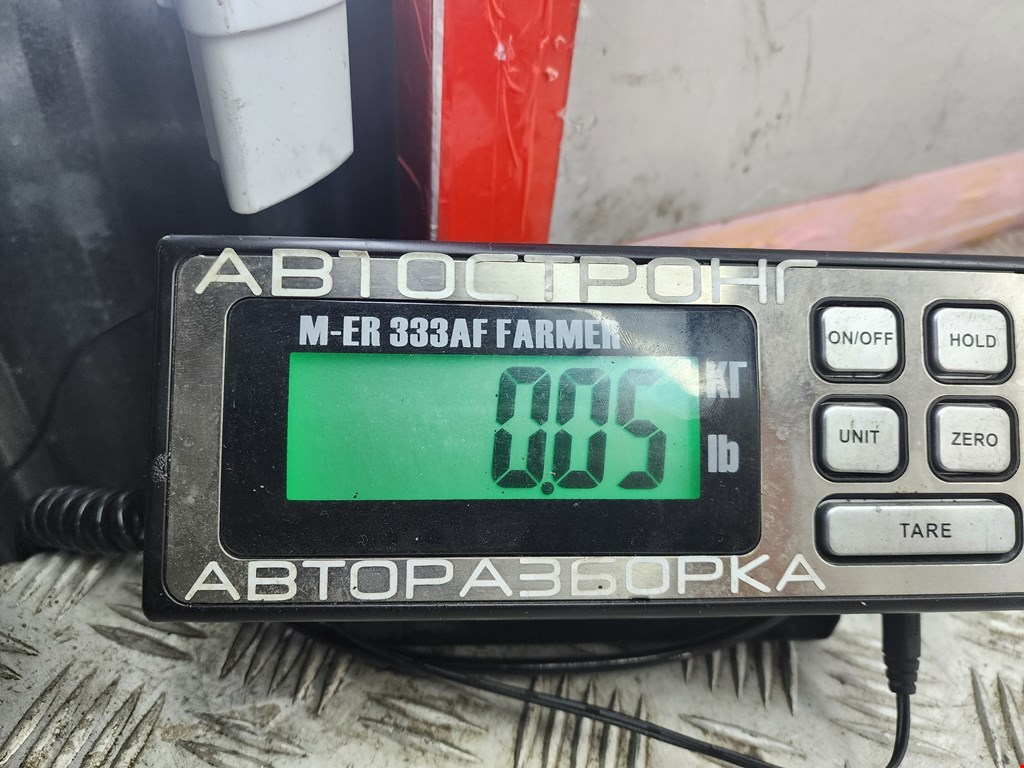 АВТОСТРОНГ
M-ER 333AF FARMER
0.05
КГ
lb
ON/OFF
HOLD
UNIT
ZERO
TARE
АВТОРАЗБОРКА